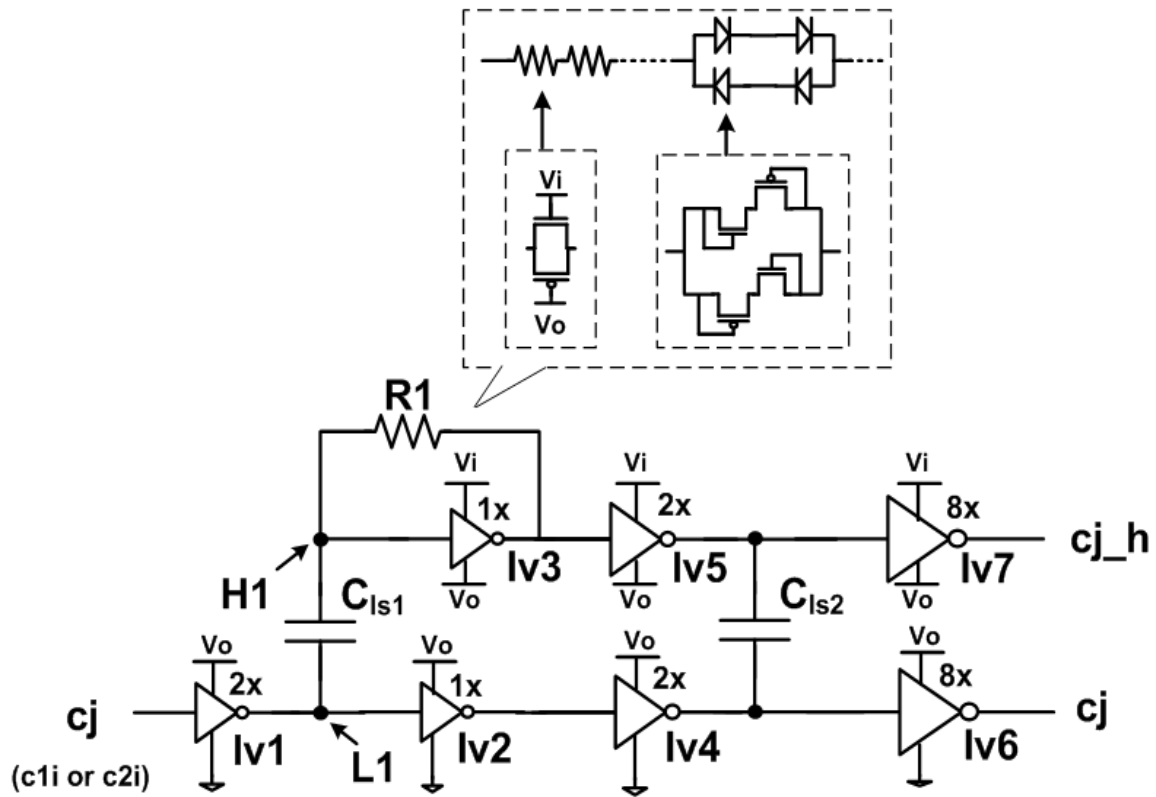 Vi
Vo
R1
Vi
1x
Iv3
Vo
Vi
2x
Iv5
Vo
Vi
8x
Iv7
Vo
cj_h
H1
Cls1
Cls2
cj
(c1i or c2i)
Vo
2x
Iv1
L1
Vo
1x
Iv2
Vo
2x
Iv4
Vo
8x
Iv6
cj